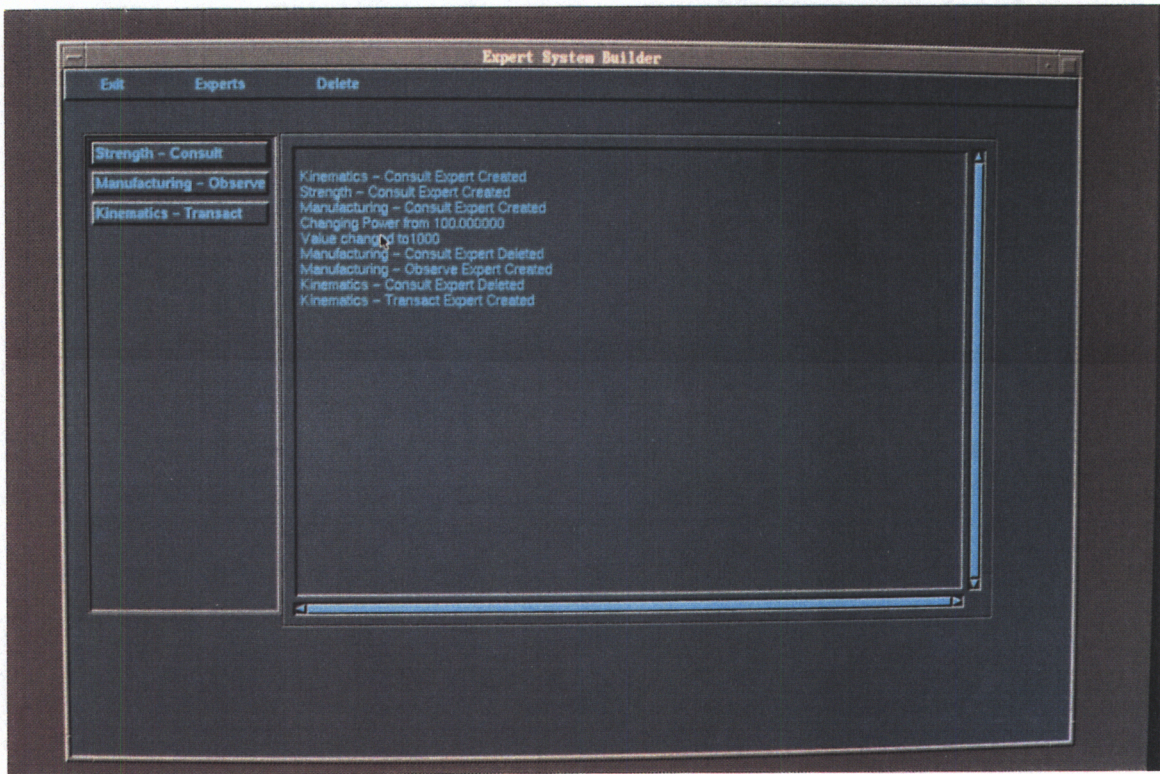 Expert System Builder
Exit Experts Delete
Strength - Consult
Manufacturing - Observe
Kinematics - Transact
Kinematics - Consult Expert Created
Strength - Consult Expert Created
Manufacturing - Consult Expert Created
Changing Power from 100.000000
Value changed to1000
Manufacturing - Consult Expert Deleted
Manufacturing - Observe Expert Created
Kinematics - Consult Expert Deleted
Kinematics - Transact Expert Created